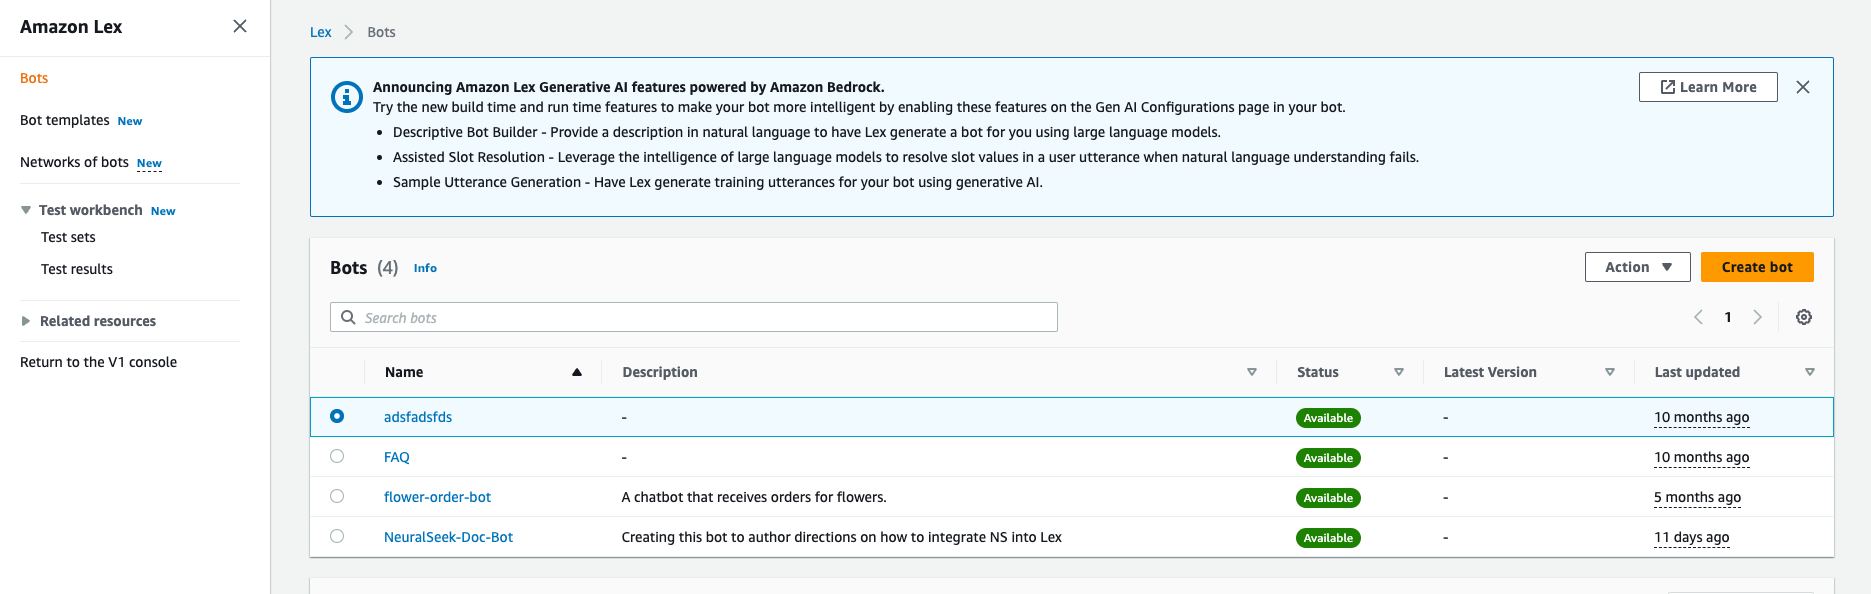 Amazon Lex
Bots
Bot templates New
Networks of bots New
Test workbench New
Test sets
Test results
Related resources
Return to the V1 console
Lex Bots
Announcing Amazon Lex Generative AI features powered by Amazon Bedrock.
Try the new build time and run time features to make your bot more intelligent by enabling these features on the Gen AI Configurations page in your bot.
• Descriptive Bot Builder - Provide a description in natural language to have Lex generate a bot for you using large language models.
• Assisted Slot Resolution - Leverage the intelligence of large language models to resolve slot values in a user utterance when natural language understanding fails.
• Sample Utterance Generation - Have Lex generate training utterances for your bot using generative AI.
Learn More
Bots (4) Info
Action
Create bot
Search bots
1
Name Description Status Latest Version Last updated
adsfadsfds - Available - 10 months ago
FAQ - Available - 10 months ago
flower-order-bot A chatbot that receives orders for flowers. Available - 5 months ago
NeuralSeek-Doc-Bot Creating this bot to author directions on how to integrate NS into Lex Available - 11 days ago